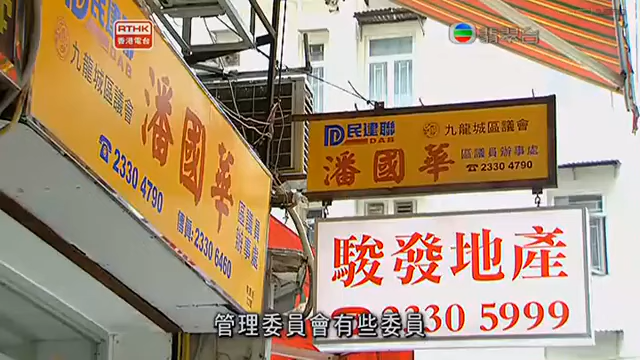 RTHK
香港電台
翡翠台
民建聯
DAB
九龍城區議會
潘國華
區議員
辦事處
2330 4790
傳真:2330 6460
民建聯
DAB
九龍城區議會
潘國華
區議員辦事處
2330 4790
駿發地產
2330 5999
管理委員會有些委員